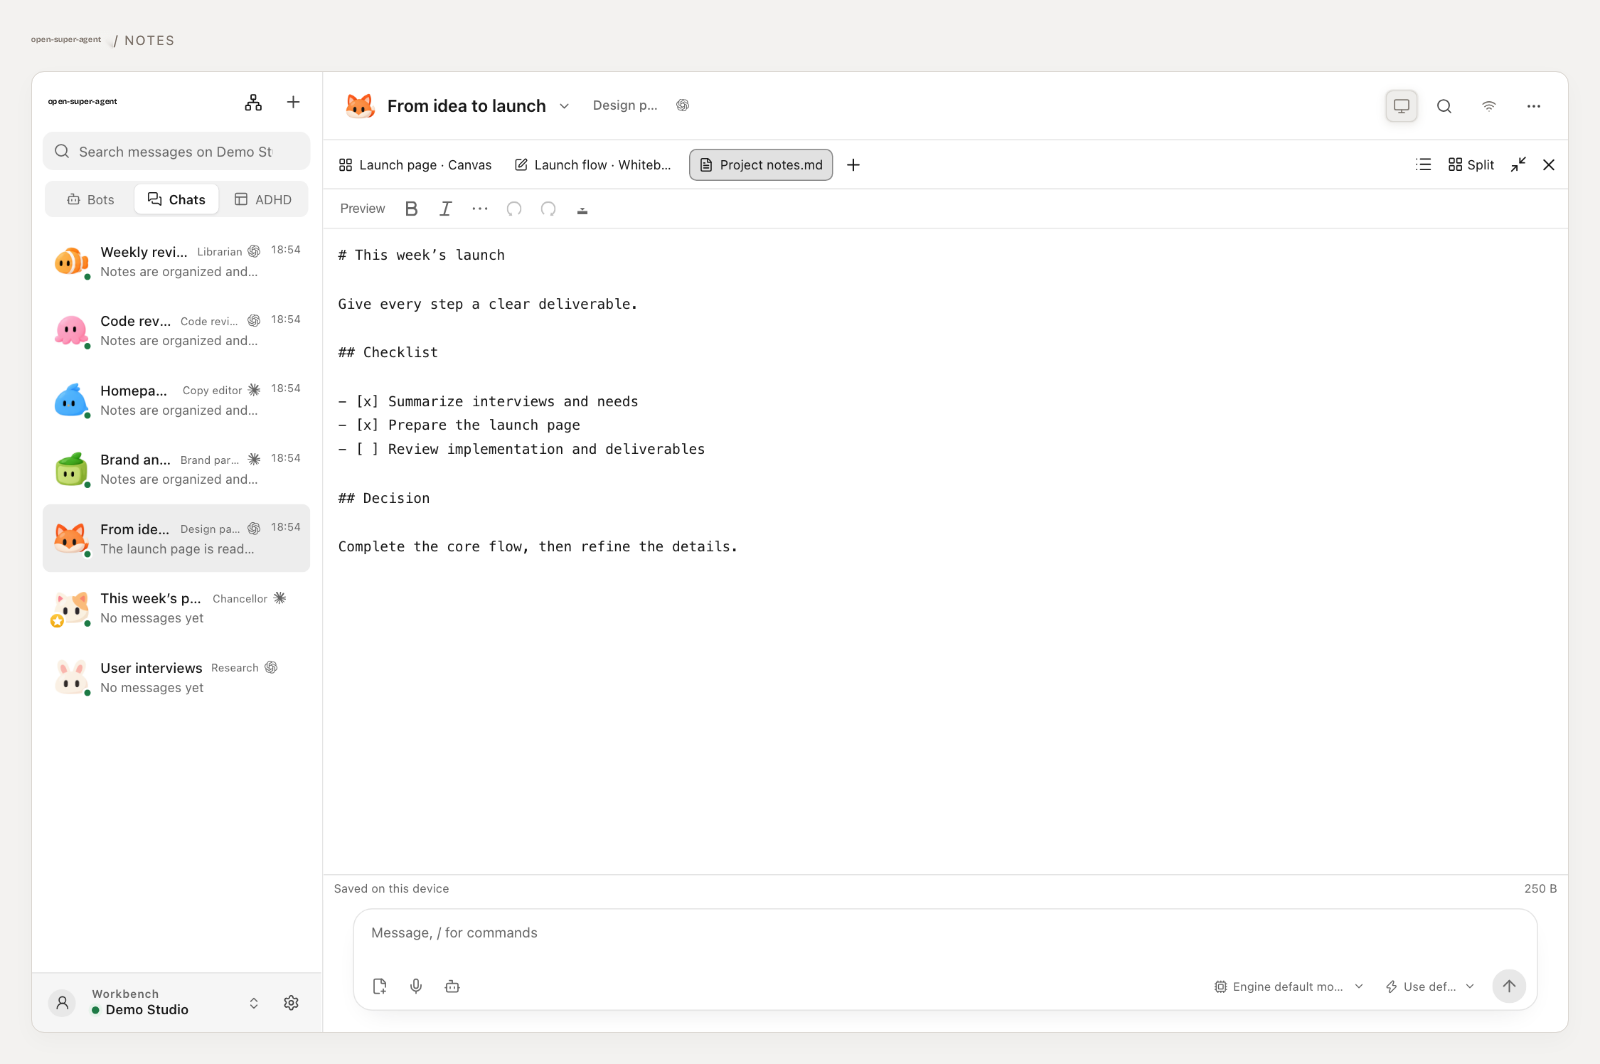 open-super-agent / NOTES
open-super-agent
Search messages on Demo St
Bots
Chats
ADHD
Weekly revi... Librarian 18:54
Notes are organized and...
Code rev... Code revi... 18:54
Notes are organized and...
Homepa... Copy editor 18:54
Notes are organized and...
Brand an... Brand par... 18:54
Notes are organized and...
From ide... Design pa... 18:54
The launch page is read...
This week's p... Chancellor
No messages yet
User interviews Research
No messages yet
Workbench
Demo Studio
From idea to launch Design p...
Launch page · Canvas
Launch flow · Whiteb...
Project notes.md
Split
Preview B I ...
# This week’s launch
Give every step a clear deliverable.
## Checklist
– [x] Summarize interviews and needs
– [x] Prepare the launch page
– [ ] Review implementation and deliverables
## Decision
Complete the core flow, then refine the details.
Saved on this device
250 B
Message, / for commands
Engine default mo...
Use def...